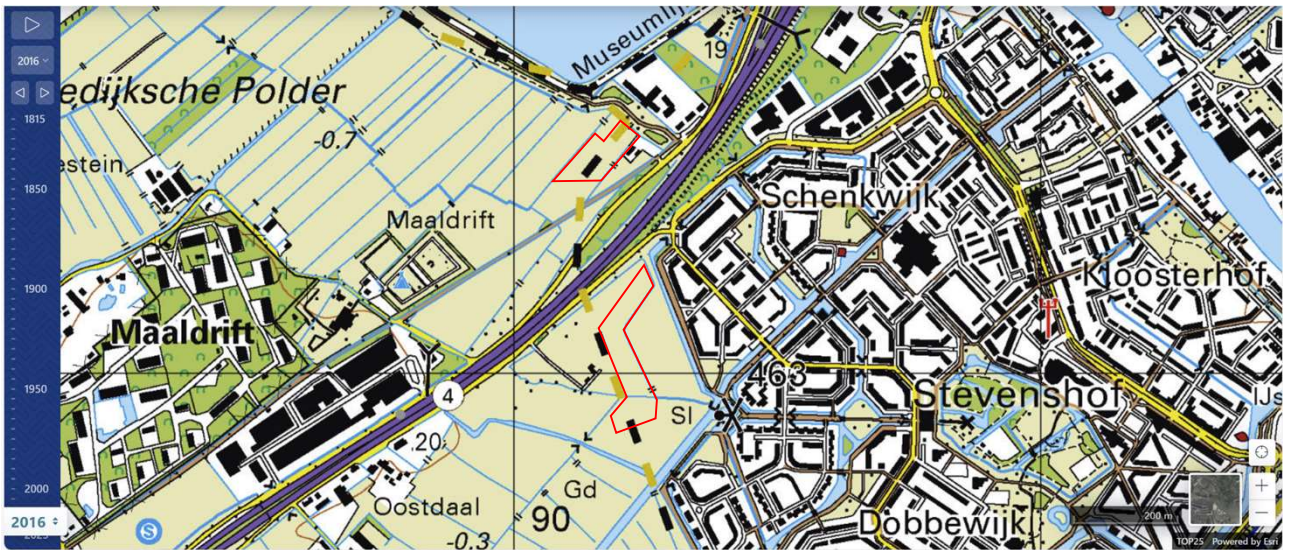 2016
1815
1850
1900
1950
2000
2016
edijksche Polder
-0.7
Museumlij
19
Maaldrift
Schenkwijk
Kloosterhof
Maaldrift
4
463
Stevenshof
Sl
IJs
.20
Gd
Oostdaal
90
Dobbewijk
-0.3
S
200 m
TOP25 Powered by Esri